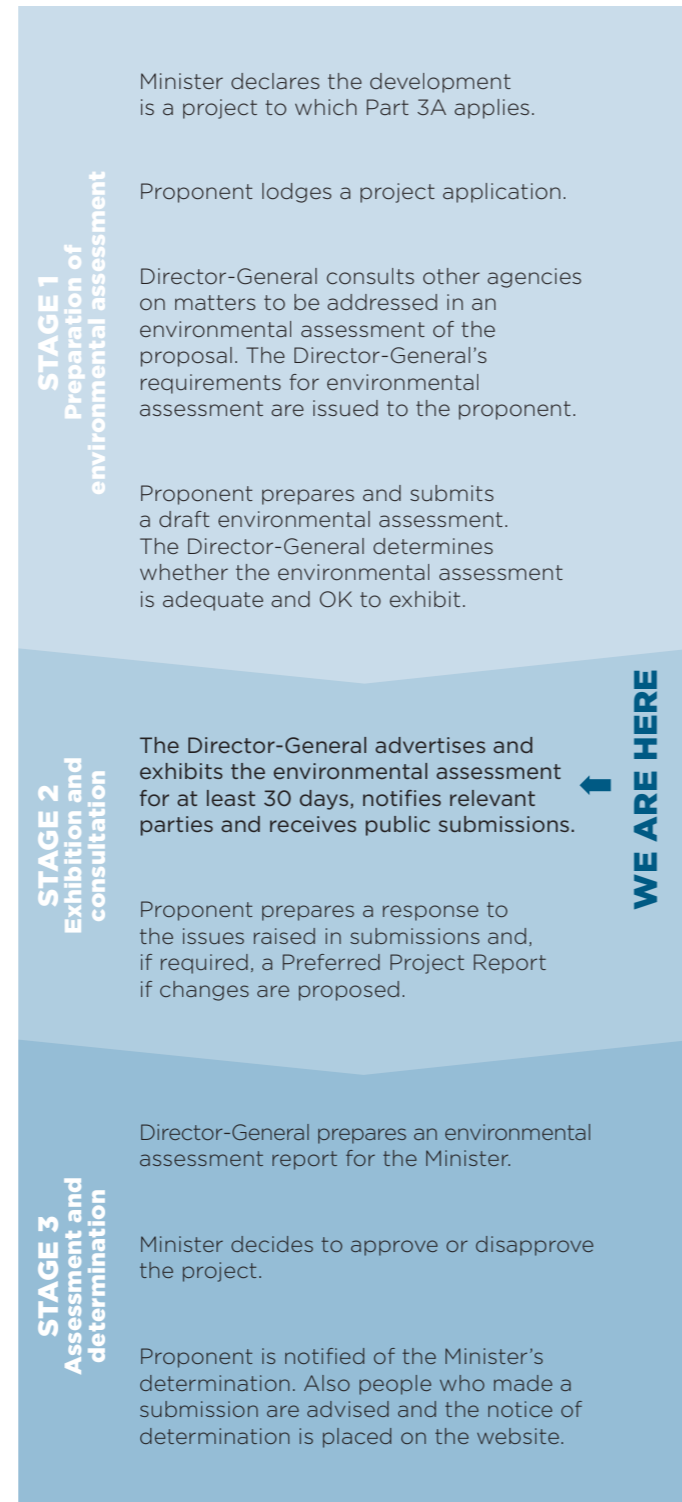 STAGE 1
Preparation of
environmental assessment
Minister declares the development
is a project to which Part 3A applies.
Proponent lodges a project application.
Director-General consults other agencies
on matters to be addressed in an
environmental assessment of the
proposal. The Director-General's
requirements for environmental
assessment are issued to the proponent.
Proponent prepares and submits
a draft environmental assessment.
The Director-General determines
whether the environmental assessment
is adequate and OK to exhibit.
STAGE 2
Exhibition and
consultation
The Director-General advertises and
exhibits the environmental assessment
for at least 30 days, notifies relevant
parties and receives public submissions.
WE ARE HERE
Proponent prepares a response to
the issues raised in submissions and,
if required, a Preferred Project Report
if changes are proposed.
STAGE 3
Assessment and
determination
Director-General prepares an environmental
assessment report for the Minister.
Minister decides to approve or disapprove
the project.
Proponent is notified of the Minister's
determination. Also people who made a
submission are advised and the notice of
determination is placed on the website.